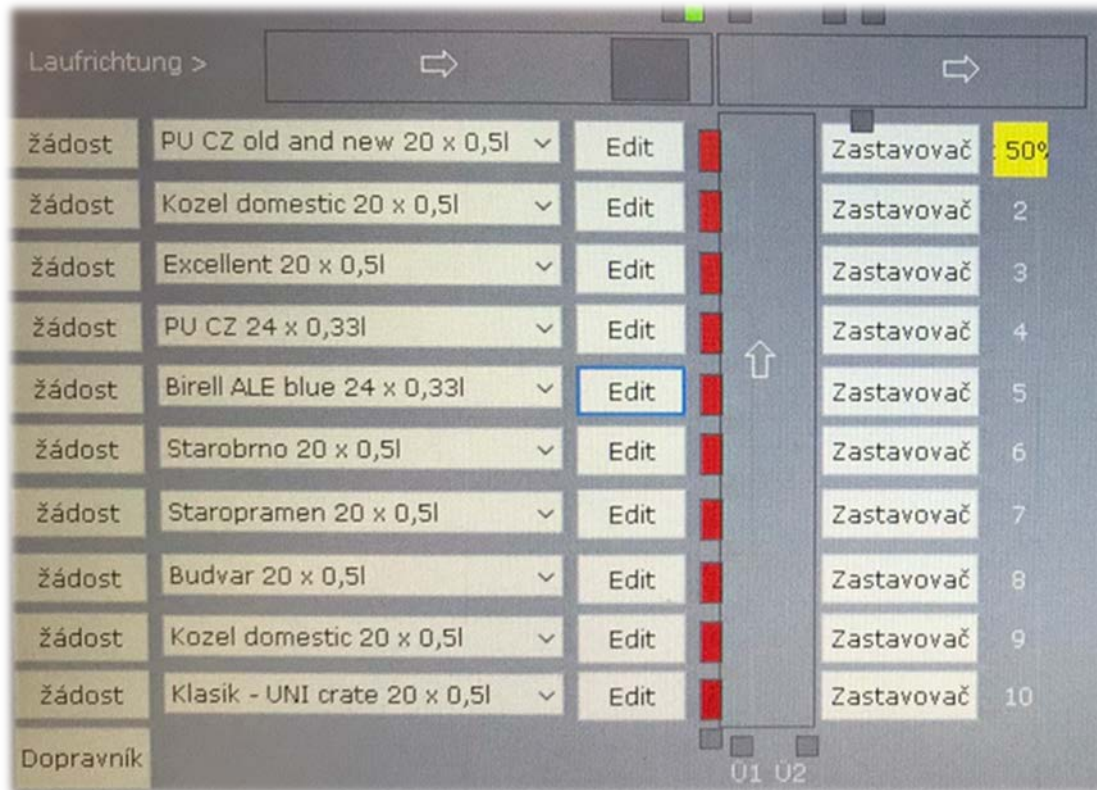 Laufrichtung >
žádost PU CZ old and new 20 x 0,5l Edit Zastavovač 50%
žádost Kozel domestic 20 x 0,5l Edit Zastavovač 2
žádost Excellent 20 x 0,5l Edit Zastavovač 3
žádost PU CZ 24 x 0,33l Edit Zastavovač 4
žádost Birell ALE blue 24 x 0,33l Edit Zastavovač 5
žádost Starobrno 20 x 0,5l Edit Zastavovač 6
žádost Staropramen 20 x 0,5l Edit Zastavovač 7
žádost Budvar 20 x 0,5l Edit Zastavovač 8
žádost Kozel domestic 20 x 0,5l Edit Zastavovač 9
žádost Klasik - UNI crate 20 x 0,5l Edit Zastavovač 10
Dopravník
Ü1 Ü2